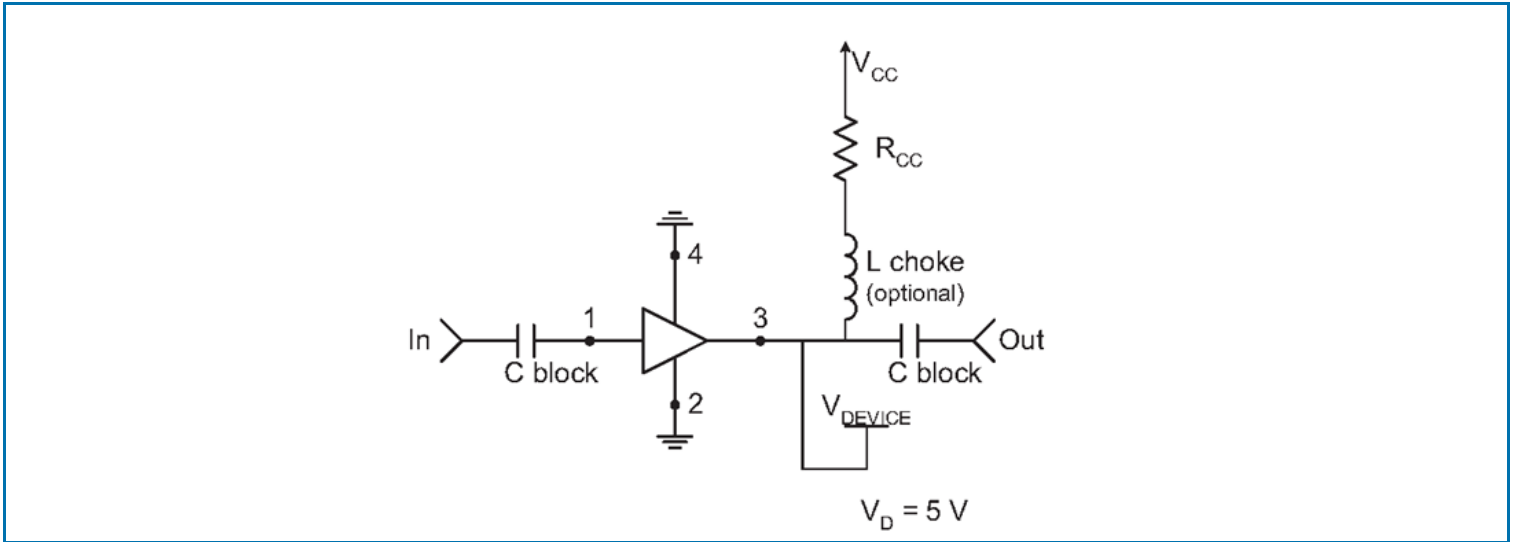 VCC
RCC
4
L choke
(optional)
In
1
3
Out
C block
C block
2
VDEVICE
VD = 5 V